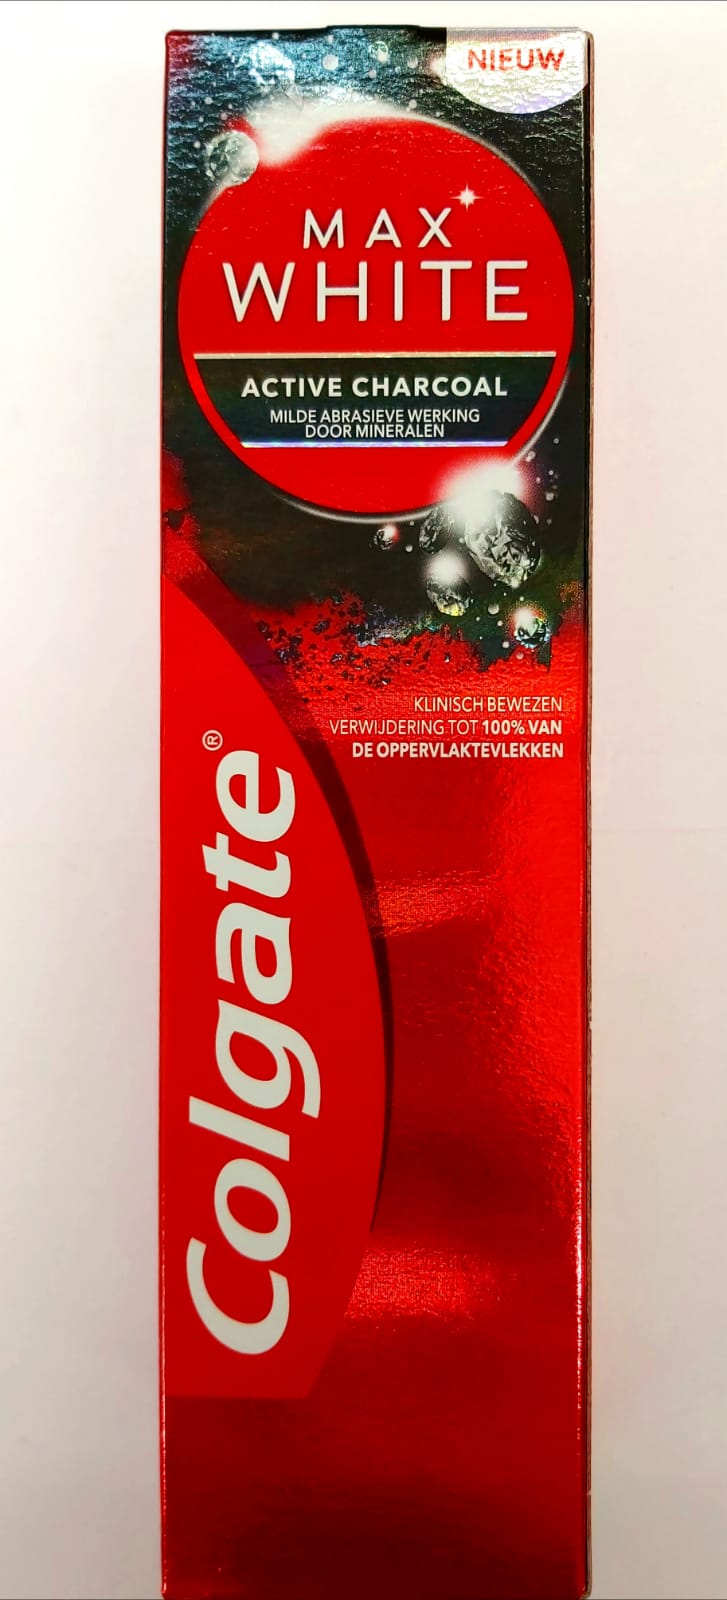 NIEUW
MAX
WHITE
ACTIVE CHARCOAL
MILDE ABRASIEVE WERKING
DOOR MINERALEN
KLINISCH BEWEZEN
VERWIJDERING TOT 100% VAN
DE OPPERVLAKTEVLEKKEN
Colgate®